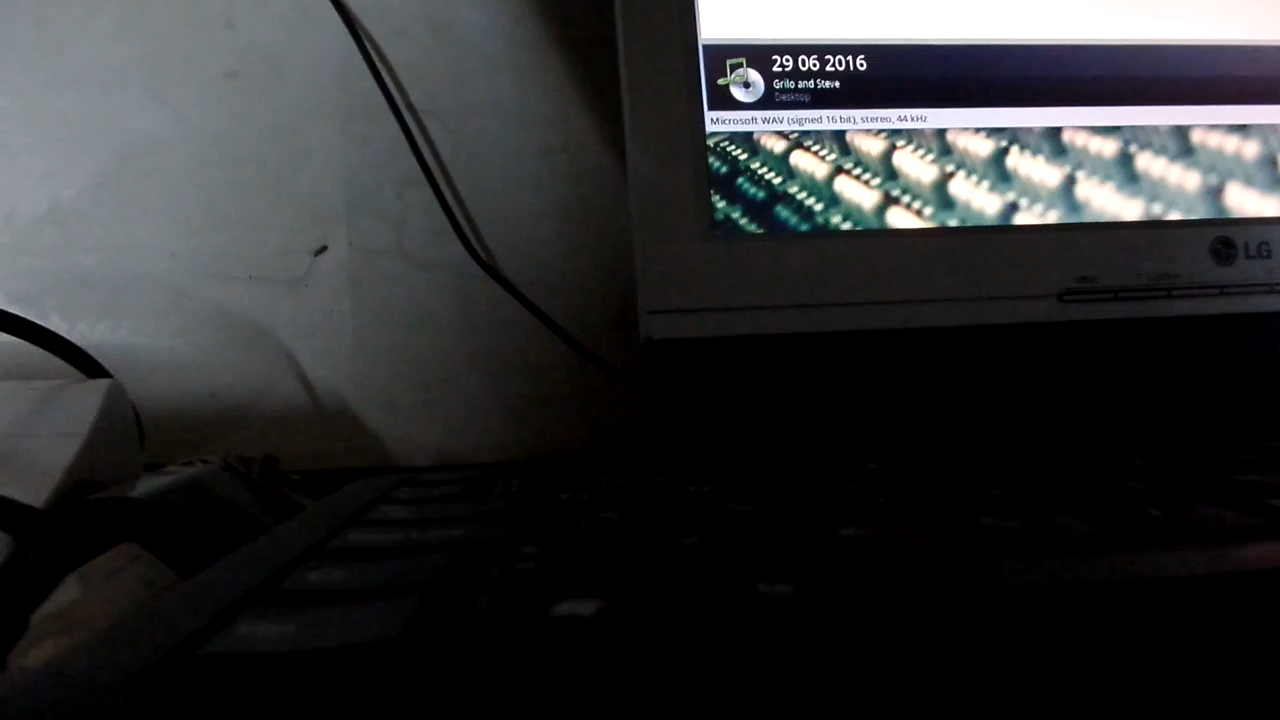 29 06 2016
Grilo and Steve
Desktop
Microsoft WAV (signed 16 bit), stereo, 44 kHz
LG